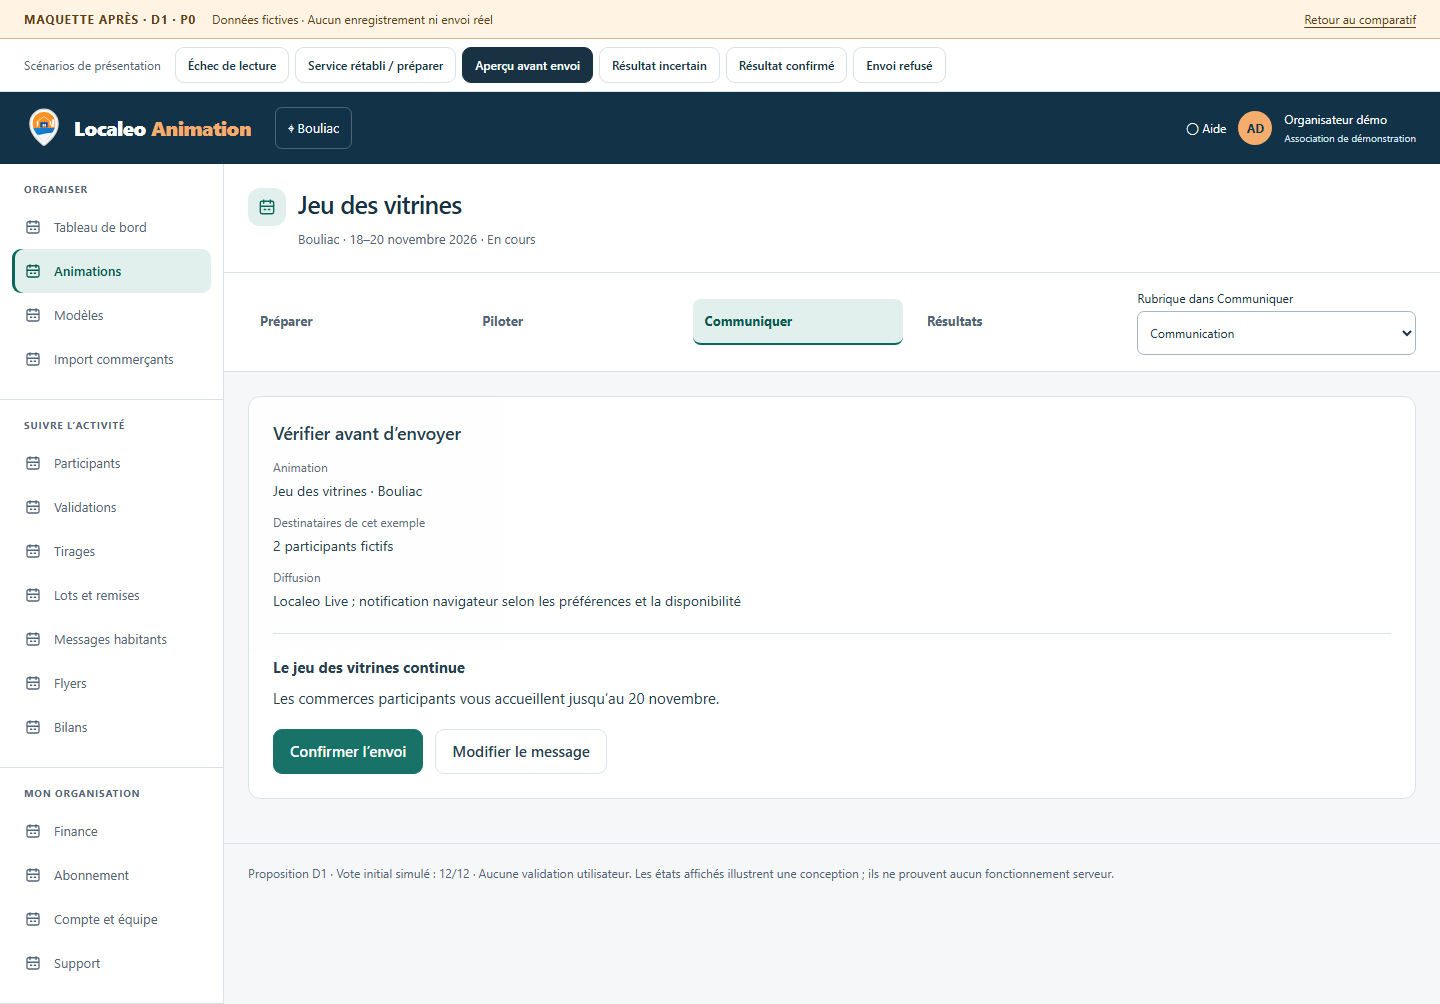 MAQUETTE APRÈS · D1 · P0 Données fictives · Aucun enregistrement ni envoi réel Retour au comparatif
Scénarios de présentation Échec de lecture Service rétabli / préparer Aperçu avant envoi Résultat incertain Résultat confirmé Envoi refusé
Localeo Animation Bouliac Aide AD Organisateur démo
Association de démonstration
ORGANISER
Tableau de bord
Animations
Modèles
Import commerçants
SUIVRE L’ACTIVITÉ
Participants
Validations
Tirages
Lots et remises
Messages habitants
Flyers
Bilans
MON ORGANISATION
Finance
Abonnement
Compte et équipe
Support
Jeu des vitrines
Bouliac · 18–20 novembre 2026 · En cours
Préparer Piloter Communiquer Résultats
Rubrique dans Communiquer
Communication
Vérifier avant d’envoyer
Animation
Jeu des vitrines · Bouliac
Destinataires de cet exemple
2 participants fictifs
Diffusion
Localeo Live ; notification navigateur selon les préférences et la disponibilité
Le jeu des vitrines continue
Les commerces participants vous accueillent jusqu’au 20 novembre.
Confirmer l’envoi Modifier le message
Proposition D1 · Vote initial simulé : 12/12 · Aucune validation utilisateur. Les états affichés illustrent une conception ; ils ne prouvent aucun fonctionnement serveur.